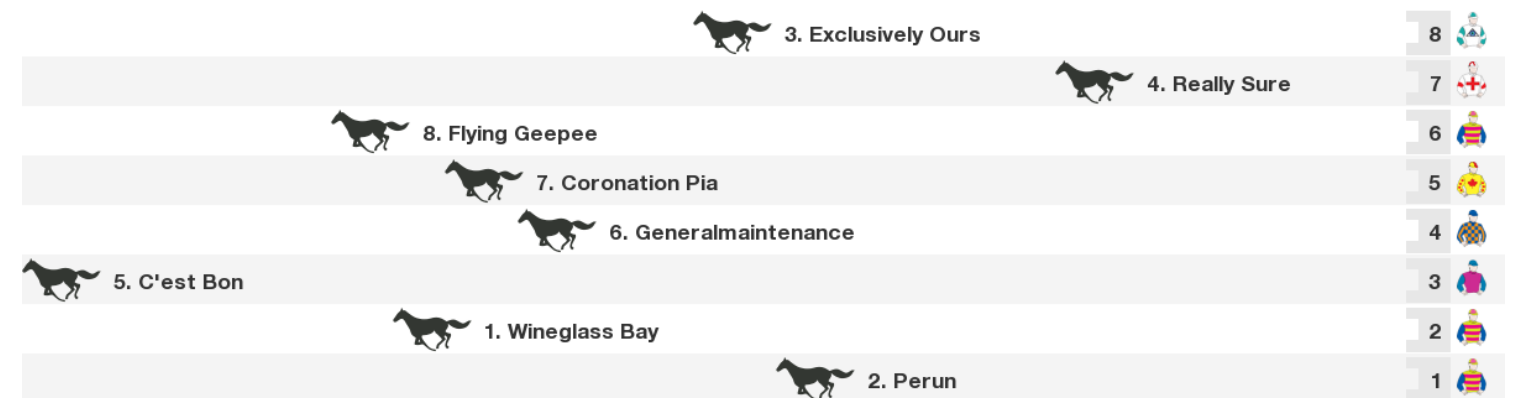 3. Exclusively Ours 8
4. Really Sure 7
8. Flying Geepee 6
7. Coronation Pia 5
6. Generalmaintenance 4
5. C'est Bon 3
1. Wineglass Bay 2
2. Perun 1